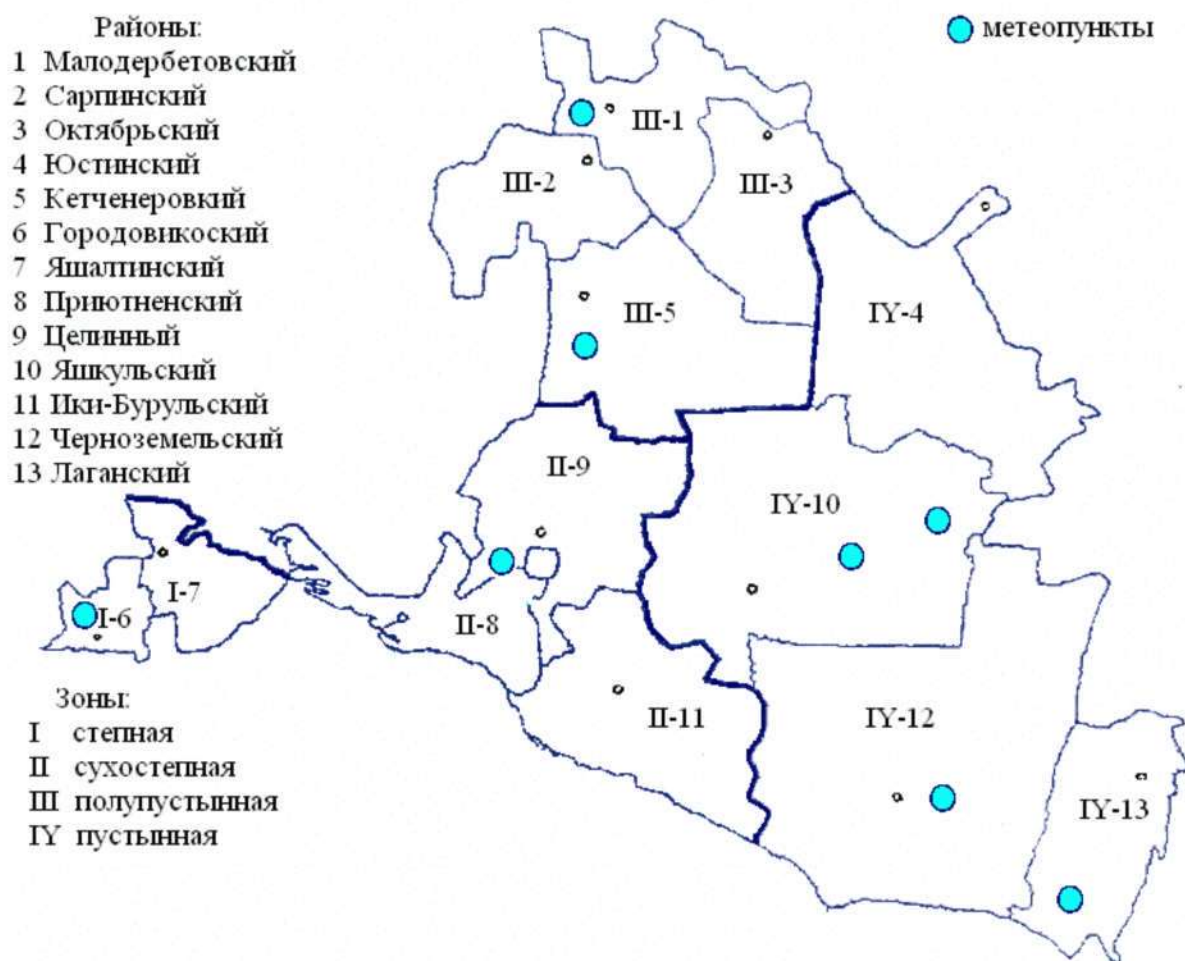 Районы:
1 Малодербетовский
2 Сарпинский
3 Октябрьский
4 Юстинский
5 Кетченеровкий
6 Городовикоский
7 Яшалтинский
8 Приютненский
9 Целинный
10 Яшкульский
11 Ики-Бурульский
12 Черноземельский
13 Лаганский
метеопункты
III-1
III-2
III-3
III-5
IY-4
II-9
IY-10
I-7
I-6
II-8
II-11
IY-12
IY-13
Зоны:
I степная
II сухостепная
III полупустынная
IY пустынная